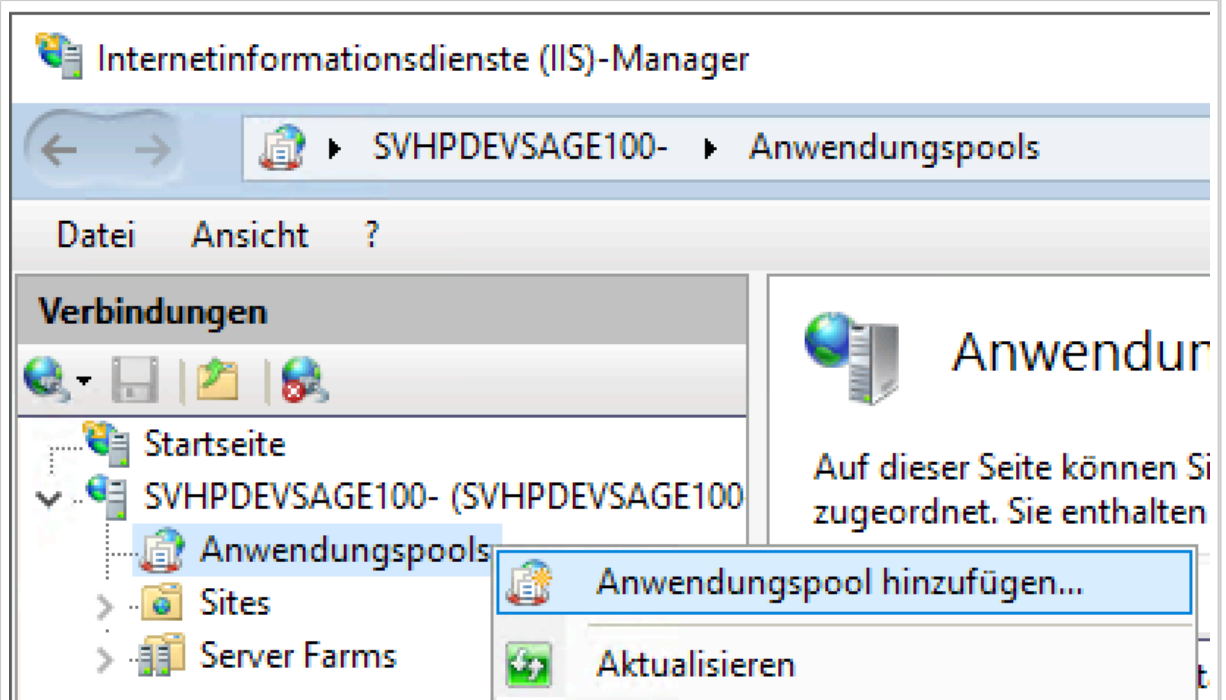 Internetinformationsdienste (IIS)-Manager
SVHPDEVSAGE100- Anwendungspools
Datei Ansicht ?
Verbindungen
Startseite
SVHPDEVSAGE100- (SVHPDEVSAGE100
Anwendungspools
Sites
Server Farms
Anwendun
Auf dieser Seite können Si
zugeordnet. Sie enthalten
Anwendungspool hinzufügen...
Aktualisieren